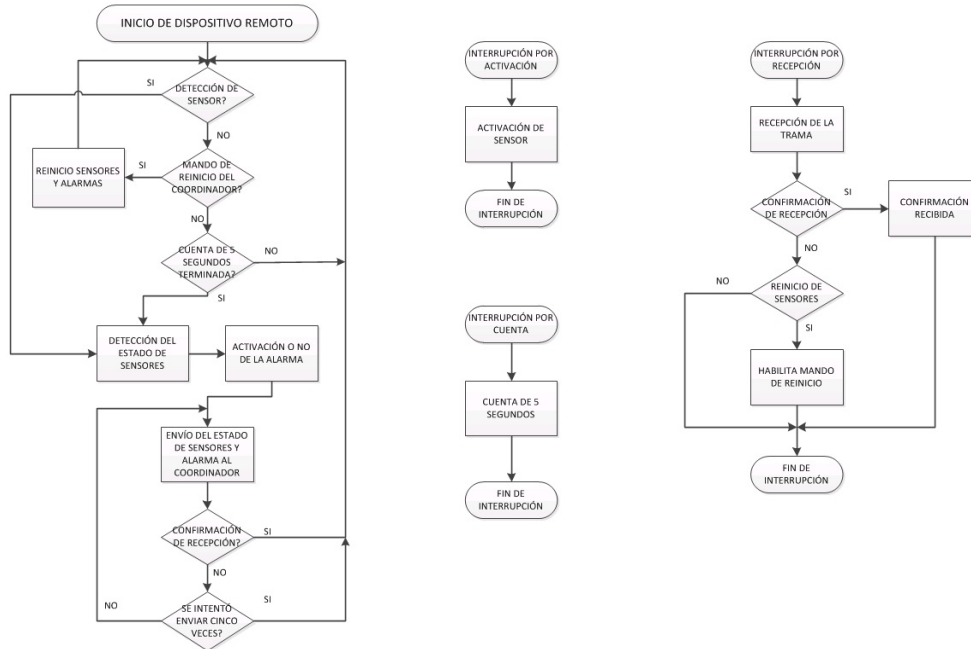 INICIO DE DISPOSITIVO REMOTO
SI
DETECCIÓN DE
SENSOR?
NO
REINICIO SENSORES
Y ALARMAS
SI
MANDO DE
REINICIO DEL
COORDINADOR?
NO
CUENTA DE 5
SEGUNDOS
TERMINADA?
NO
SI
DETECCIÓN DEL
ESTADO DE
SENSORES
ACTIVACIÓN O NO
DE LA ALARMA
ENVÍO DEL ESTADO
DE SENSORES Y
ALARMA AL
COORDINADOR
CONFIRMACIÓN
DE RECEPCIÓN?
SI
NO
NO
SE INTENTÓ
ENVIAR CINCO
VECES?
SI
INTERRUPCIÓN POR
ACTIVACIÓN
ACTIVACIÓN DE
SENSOR
FIN DE
INTERRUPCIÓN
INTERRUPCIÓN POR
CUENTA
CUENTA DE 5
SEGUNDOS
FIN DE
INTERRUPCIÓN
INTERRUPCIÓN POR
RECEPCIÓN
RECEPCIÓN DE LA
TRAMA
CONFIRMACIÓN
DE RECEPCIÓN
SI
CONFIRMACIÓN
RECIBIDA
NO
NO
REINICIO DE
SENSORES
SI
HABILITA MANDO
DE REINICIO
FIN DE
INTERRUPCIÓN